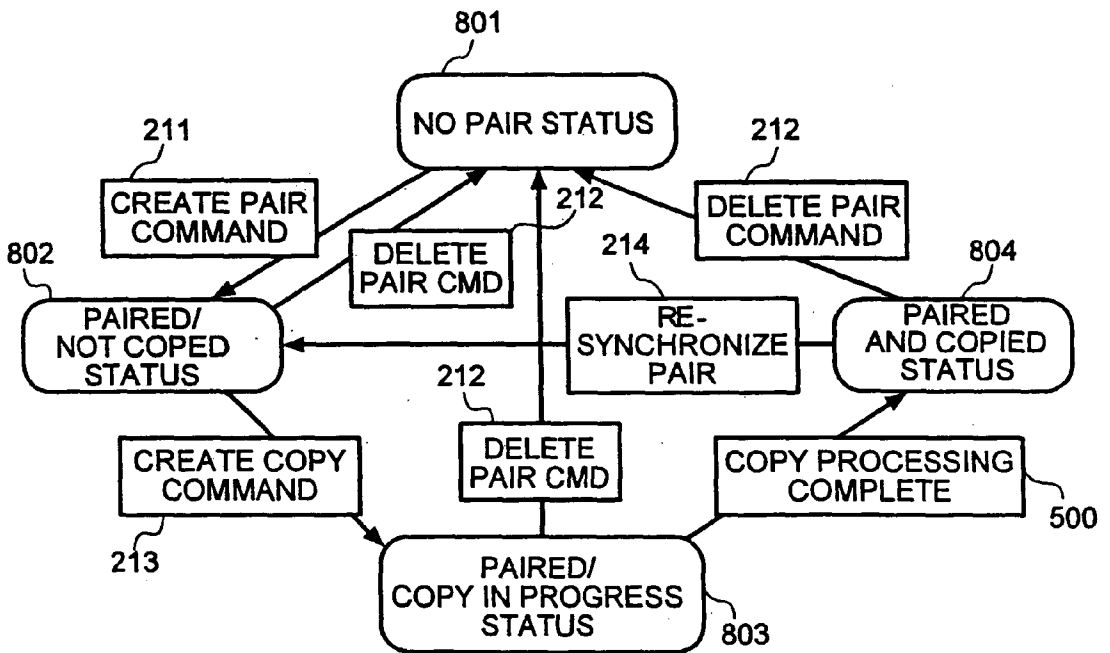 801
NO PAIR STATUS
211
CREATE PAIR
COMMAND
212
DELETE
PAIR CMD
212
DELETE PAIR
COMMAND
802
PAIRED/
NOT COPED
STATUS
214
RE-
SYNCHRONIZE
PAIR
804
PAIRED
AND COPIED
STATUS
CREATE COPY
COMMAND
213
212
DELETE
PAIR CMD
COPY PROCESSING
COMPLETE
500
PAIRED/
COPY IN PROGRESS
STATUS
803